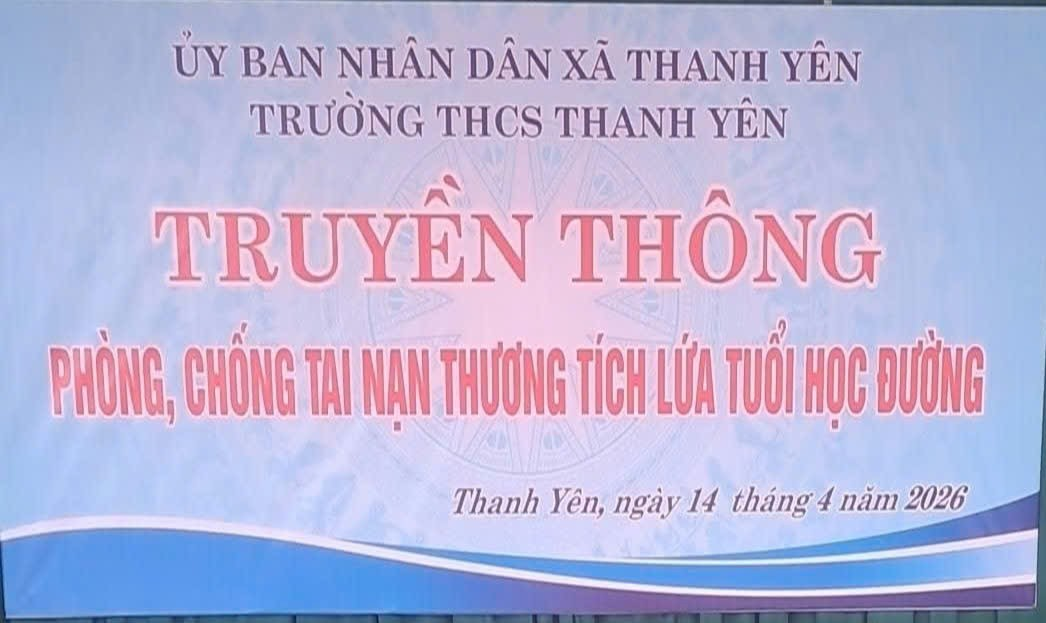 ỦY BAN NHÂN DÂN XÃ THANH YÊN
TRƯỜNG THCS THANH YÊN
TRUYỀN THÔNG
PHÒNG, CHỐNG TAI NẠN THƯƠNG TÍCH LỨA TUỔI HỌC ĐƯỜNG
Thanh Yên, ngày 14 tháng 4 năm 2026